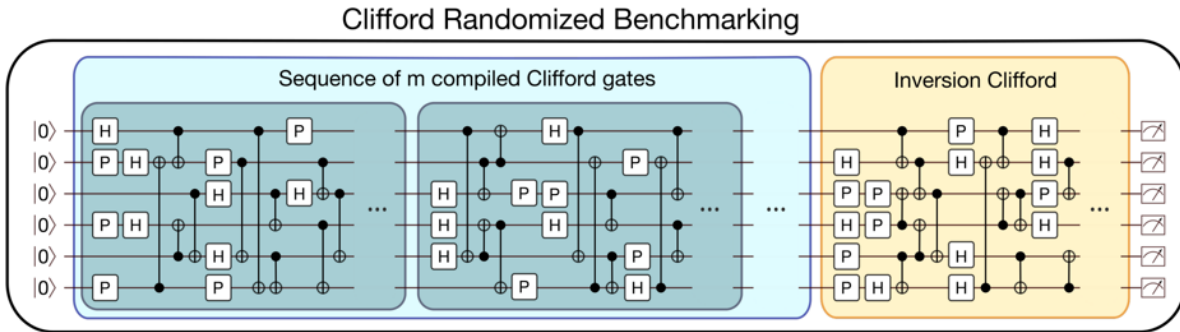 Clifford Randomized Benchmarking
Sequence of m compiled Clifford gates
Inversion Clifford
|0⟩ H P H P H
|0⟩ P H P P H H H
|0⟩ H H H P P P P P
... ... ... ...
|0⟩ P H H H H P H
|0⟩ H H P P H
|0⟩ P P P H P H H